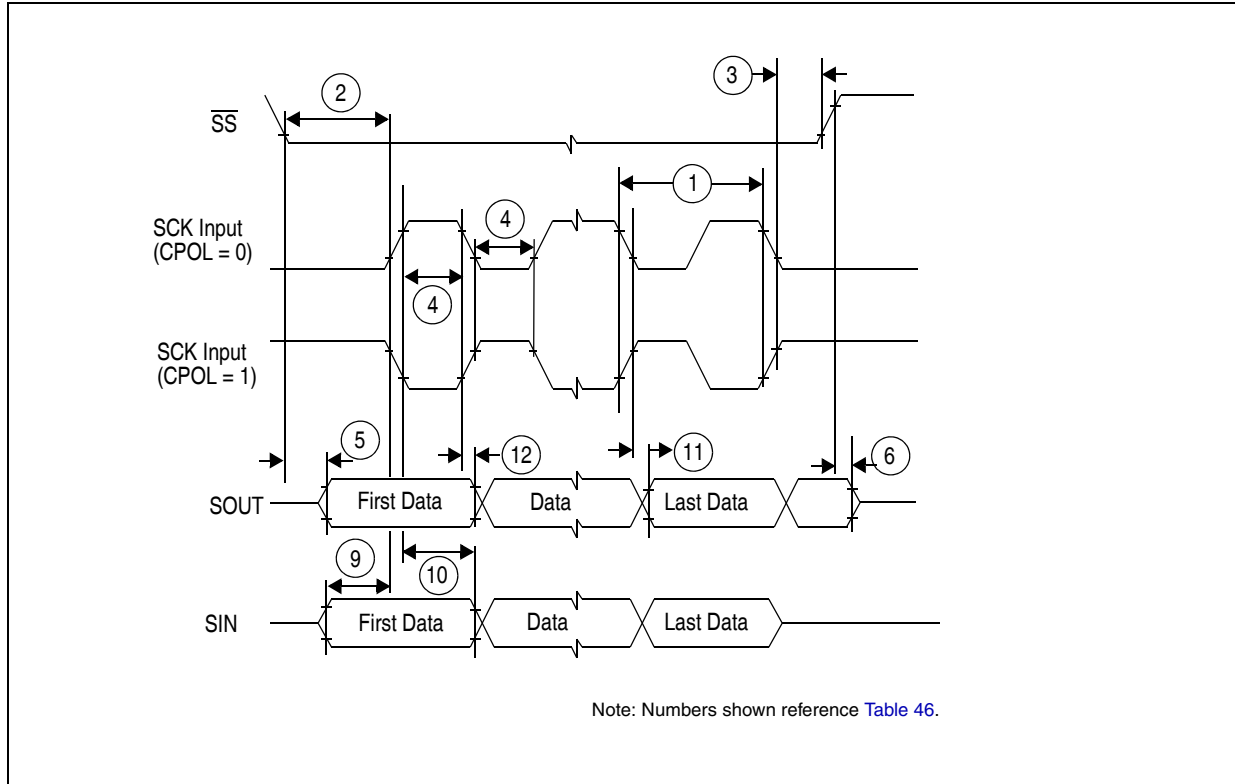 3
2
SS
1
SCK Input
(CPOL = 0)
4
4
SCK Input
(CPOL = 1)
5
12
11
6
SOUT
First Data
Data
Last Data
9
10
SIN
First Data
Data
Last Data
Note: Numbers shown reference Table 46.